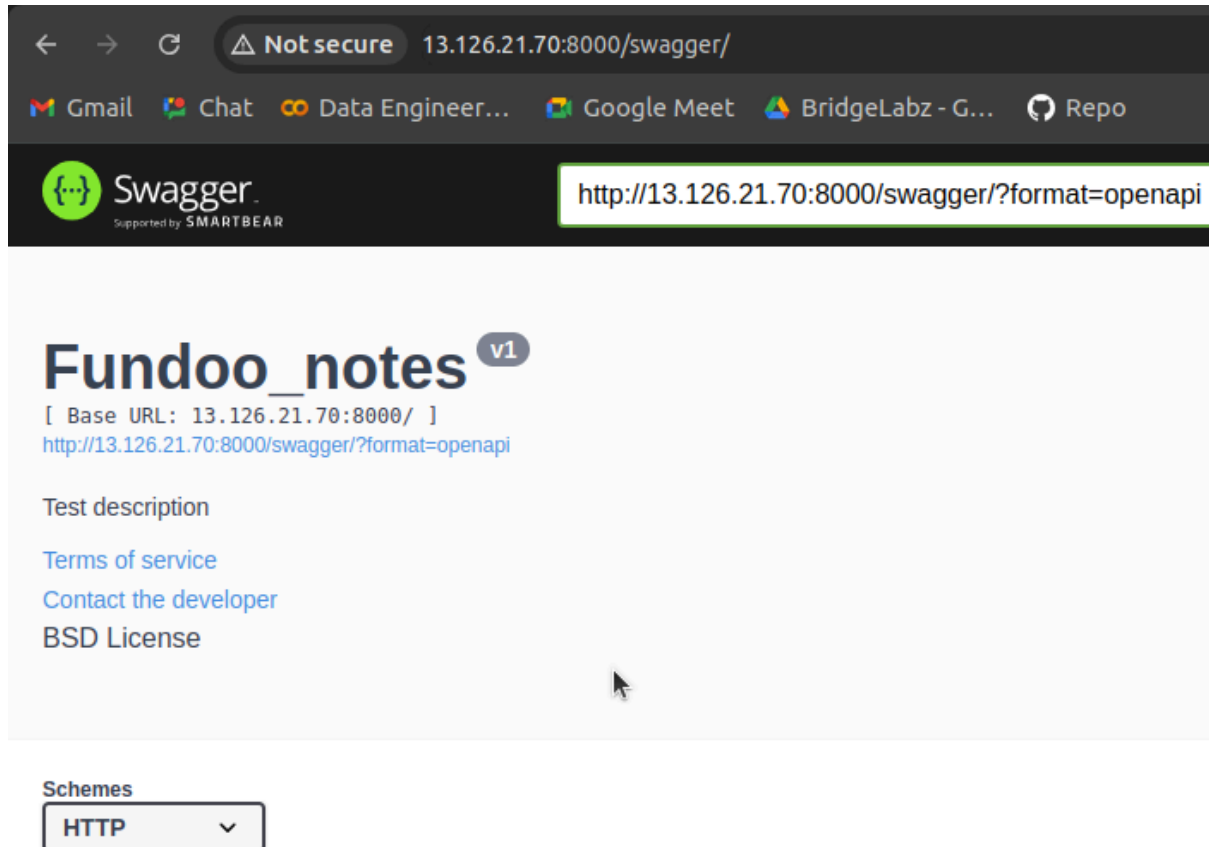 Not secure 13.126.21.70:8000/swagger/
Gmail Chat Data Engineer... Google Meet BridgeLabz - G... Repo
{···} Swagger. http://13.126.21.70:8000/swagger/?format=openapi
Supported by SMARTBEAR
Fundoo_notes v1
[ Base URL: 13.126.21.70:8000/ ]
http://13.126.21.70:8000/swagger/?format=openapi
Test description
Terms of service
Contact the developer
BSD License
Schemes
HTTP